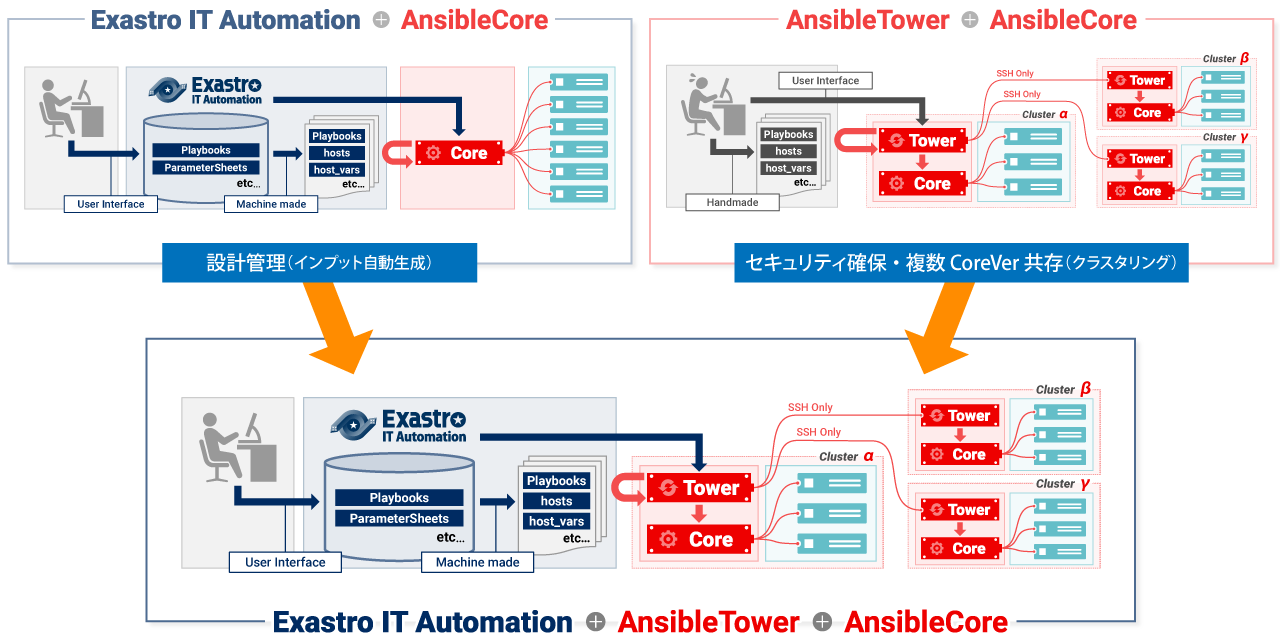 Exastro IT Automation + AnsibleCore
Exastro
IT Automation
Playbooks
ParameterSheets
etc...
User Interface
Machine made
Playbooks
hosts
host_vars
etc...
Core
AnsibleTower + AnsibleCore
User Interface
Playbooks
hosts
host_vars
etc...
Handmade
Tower
Core
Cluster α
SSH Only
SSH Only
Cluster β
Tower
Core
Cluster γ
Tower
Core
設計管理(インプット自動生成)
セキュリティ確保・複数 CoreVer 共存(クラスタリング)
Exastro
IT Automation
Playbooks
ParameterSheets
etc...
User Interface
Machine made
Playbooks
hosts
host_vars
etc...
Tower
Core
Cluster α
SSH Only
SSH Only
Cluster β
Tower
Core
Cluster γ
Tower
Core
Exastro IT Automation + AnsibleTower + AnsibleCore